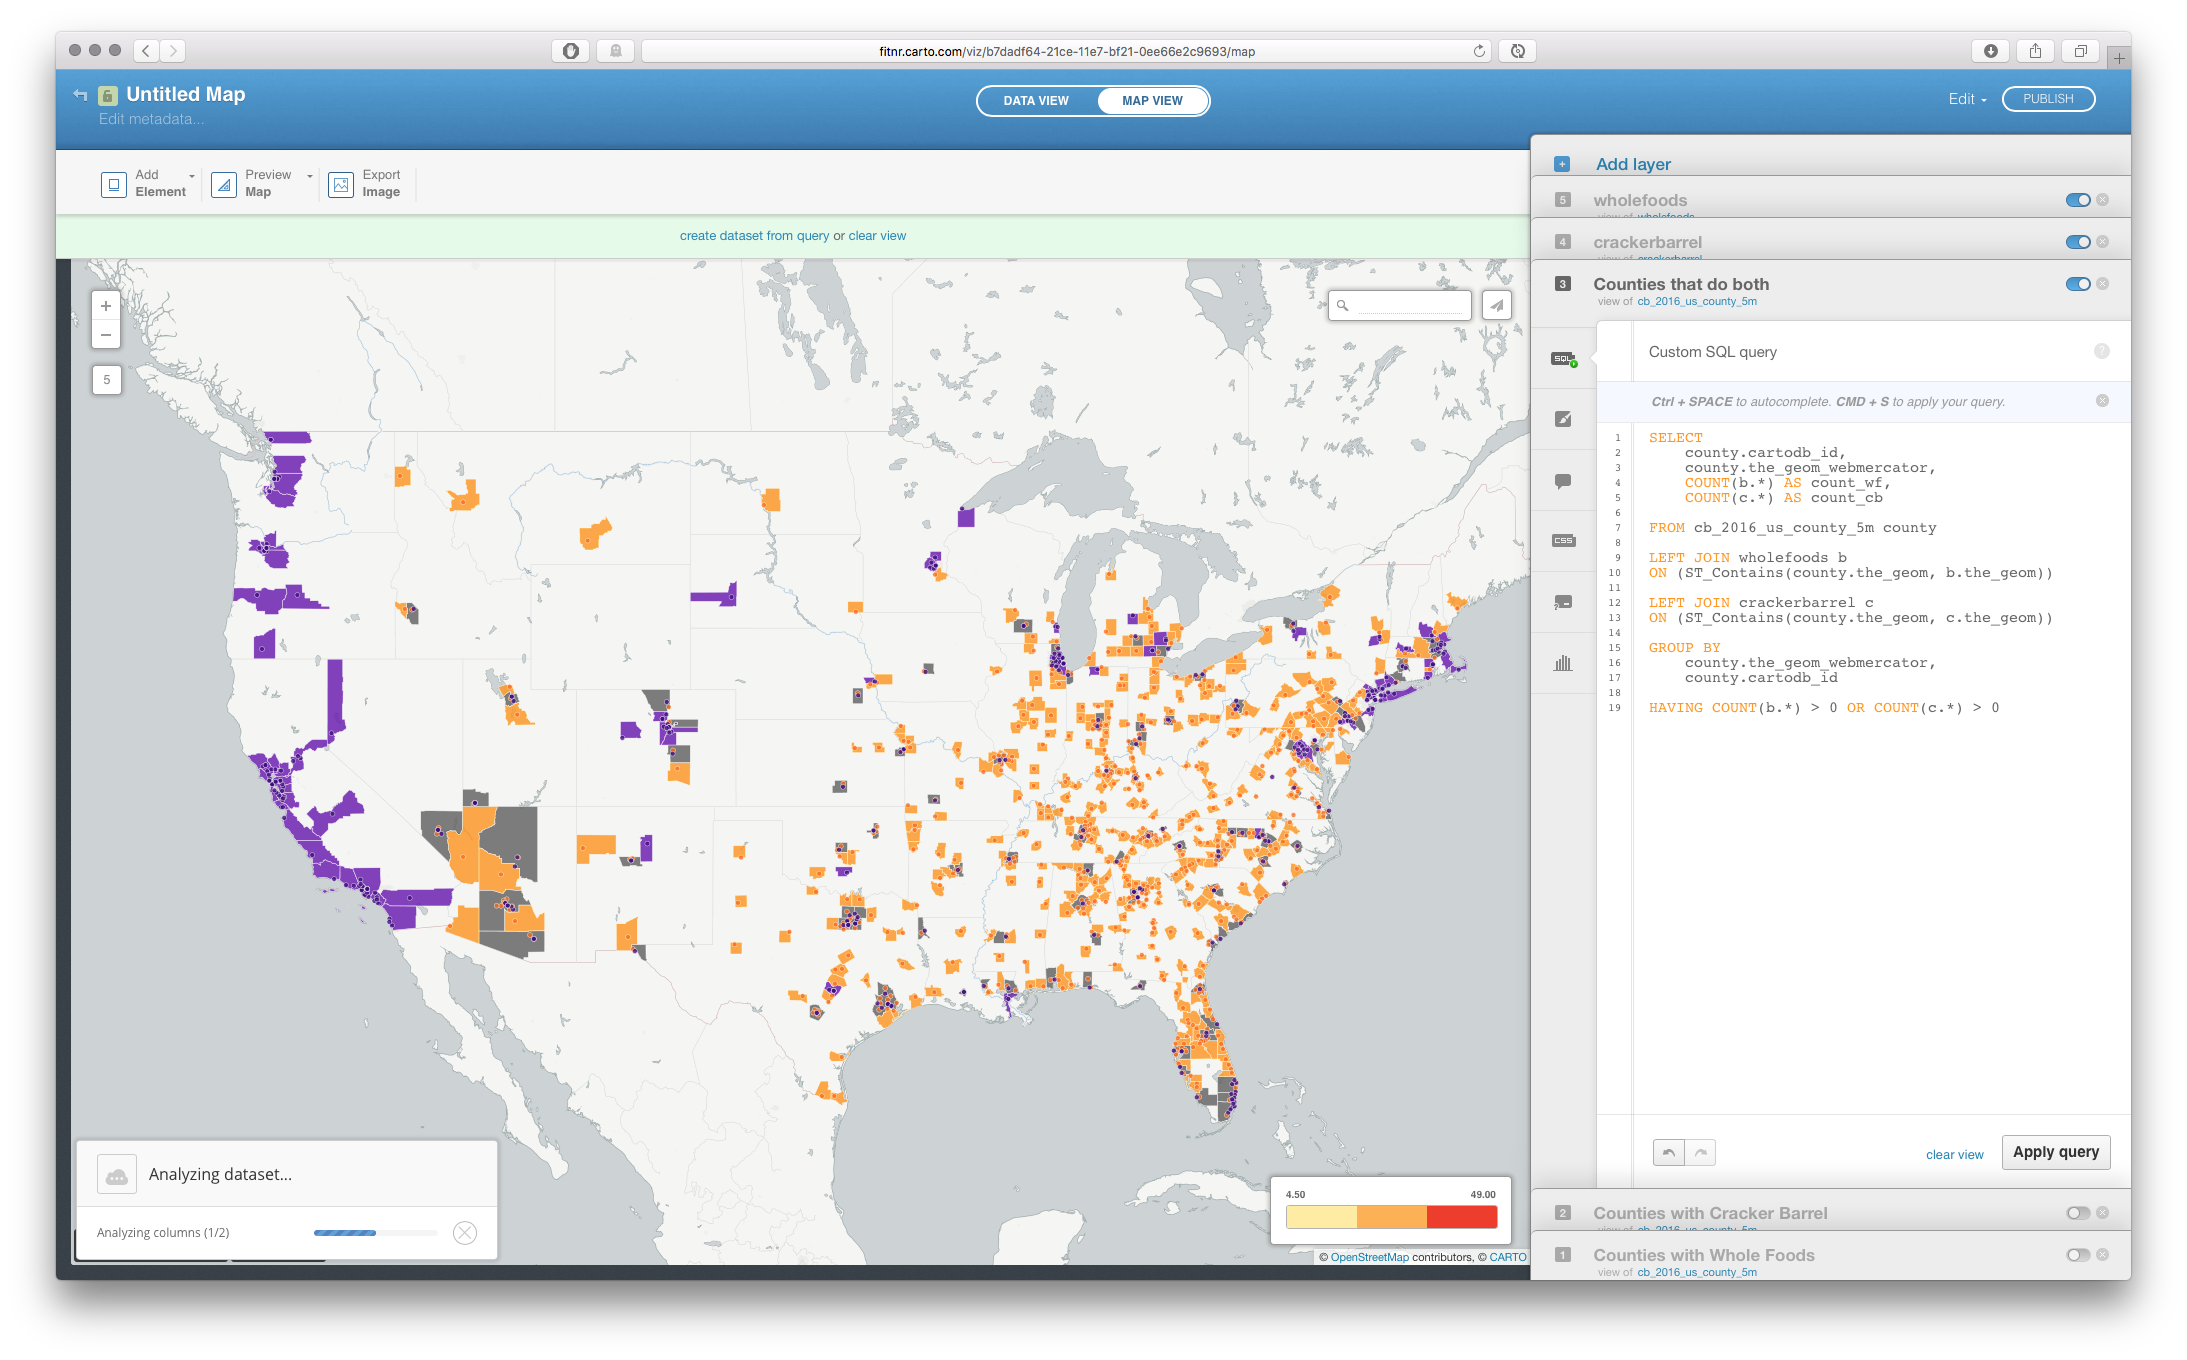 fitnr.carto.com/viz/b7dadf64-21ce-11e7-bf21-0ee66e2c9693/map
Untitled Map
Edit metadata...
DATA VIEW
MAP VIEW
Edit
PUBLISH
Add
Element
Preview
Map
Export
Image
create dataset from query or clear view
+
−
5
Add layer
5
wholefoods
view of wholefoods
4
crackerbarrel
view of crackerbarrel
3
Counties that do both
view of cb_2016_us_county_5m
SQL
CSS
Custom SQL query
?
Ctrl + SPACE to autocomplete. CMD + S to apply your query.
1 SELECT
2 county.cartodb_id,
3 county.the_geom_webmercator,
4 COUNT(b.*) AS count_wf,
5 COUNT(c.*) AS count_cb
6
7 FROM cb_2016_us_county_5m county
8
9 LEFT JOIN wholefoods b
10 ON (ST_Contains(county.the_geom, b.the_geom))
11
12 LEFT JOIN crackerbarrel c
13 ON (ST_Contains(county.the_geom, c.the_geom))
14
15 GROUP BY
16 county.the_geom_webmercator,
17 county.cartodb_id
18
19 HAVING COUNT(b.*) > 0 OR COUNT(c.*) > 0
clear view
Apply query
2
Counties with Cracker Barrel
view of cb_2016_us_county_5m
1
Counties with Whole Foods
view of cb_2016_us_county_5m
Analyzing dataset...
Analyzing columns (1/2)
4.50
49.00
© OpenStreetMap contributors, © CARTO